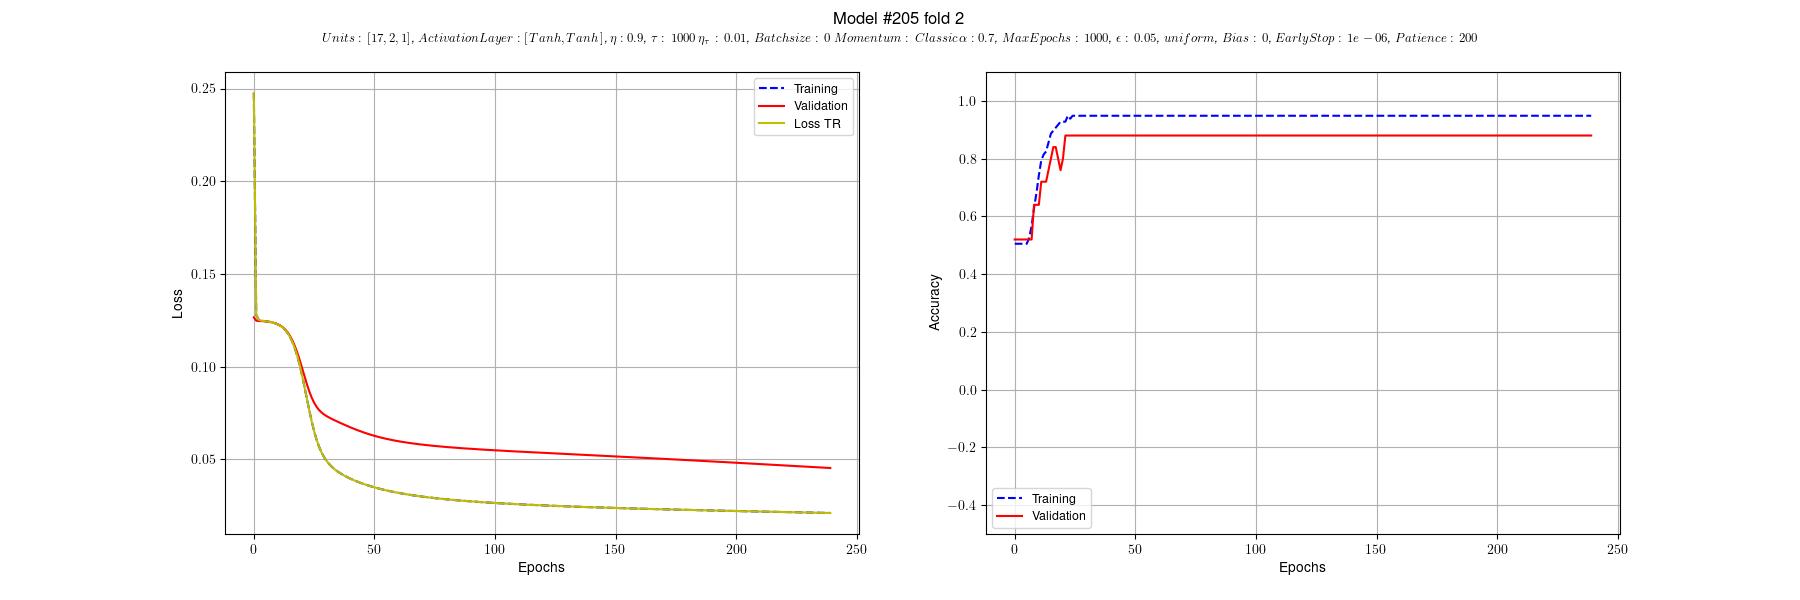 Model #205 fold 2
Units : [17, 2, 1], ActivationLayer : [Tanh, Tanh], η : 0.9, τ : 1000 η_τ : 0.01, Batchsize : 0 Momentum : Classic α : 0.7, MaxEpochs : 1000, ϵ : 0.05, uniform, Bias : 0, EarlyStop : 1e − 06, Patience : 200
0.25
0.20
0.15
0.10
0.05
Loss
0 50 100 150 200 250
Epochs
Training
Validation
Loss TR
1.0
0.8
0.6
0.4
0.2
0.0
−0.2
−0.4
Accuracy
0 50 100 150 200 250
Epochs
Training
Validation